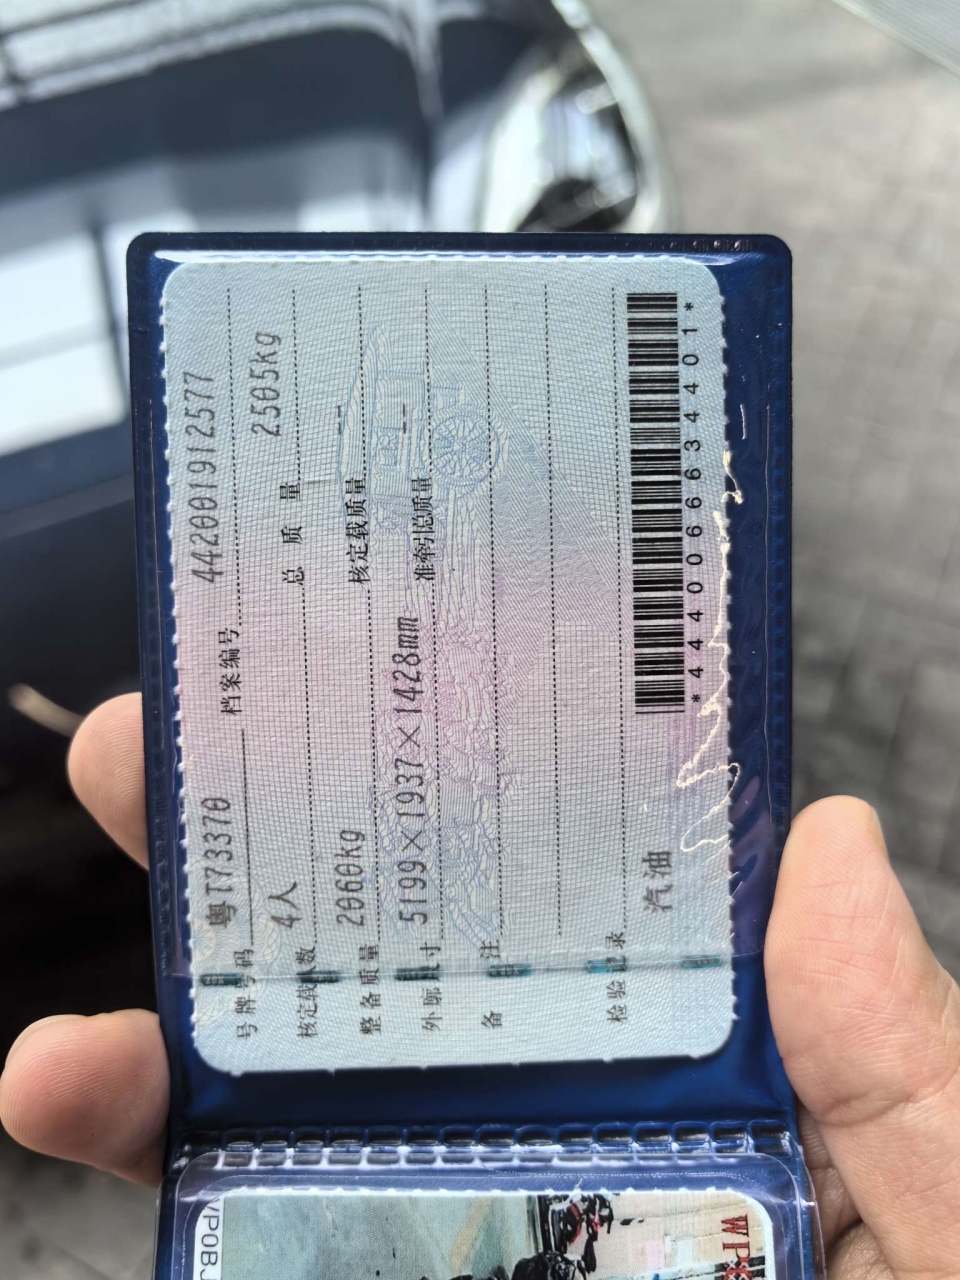 号牌号码 粤T73370 档案编号 442001912577
核定载人数 4人 总质量 2505kg
整备质量 2060kg 核定载质量 --
外廓尺寸 5199×1937×1428mm 准牵引总质量 --
备注
检验记录
汽油
*4440066634401*